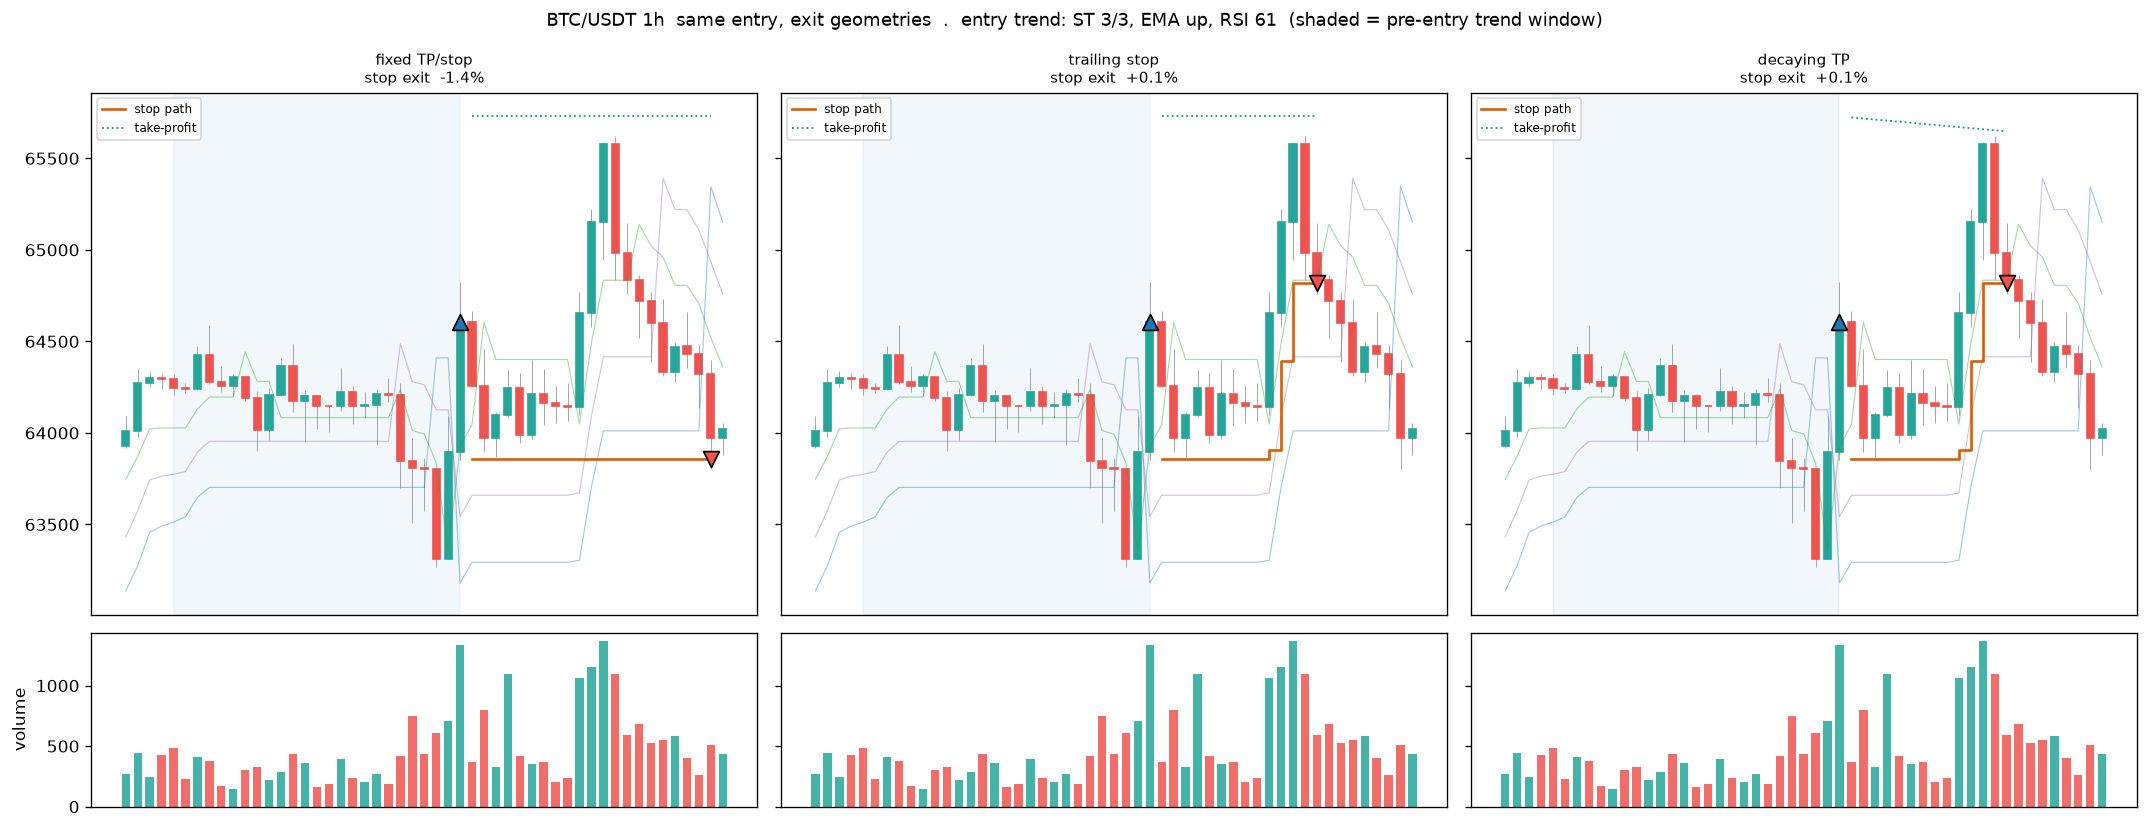 BTC/USDT 1h  same entry, exit geometries  .  entry trend: ST 3/3, EMA up, RSI 61  (shaded = pre-entry trend window)
fixed TP/stop
stop exit  -1.4%
trailing stop
stop exit  +0.1%
decaying TP
stop exit  +0.1%
stop path
take-profit
stop path
take-profit
stop path
take-profit
65500
65000
64500
64000
63500
volume
1000
500
0